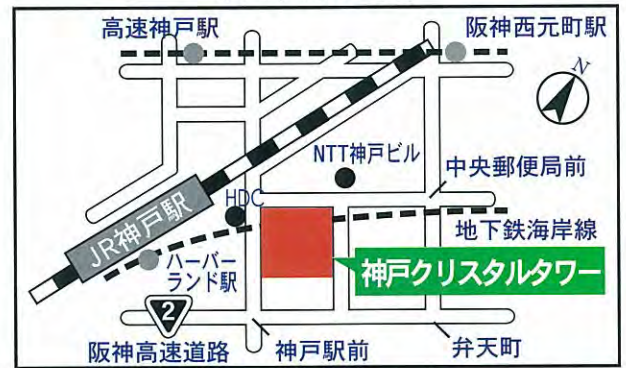 高速神戸駅
阪神西元町駅
N
NTT神戸ビル
中央郵便局前
HDC
JR神戸駅
地下鉄海岸線
ハーバー
ランド駅
神戸クリスタルタワー
2
阪神高速道路
神戸駅前
弁天町